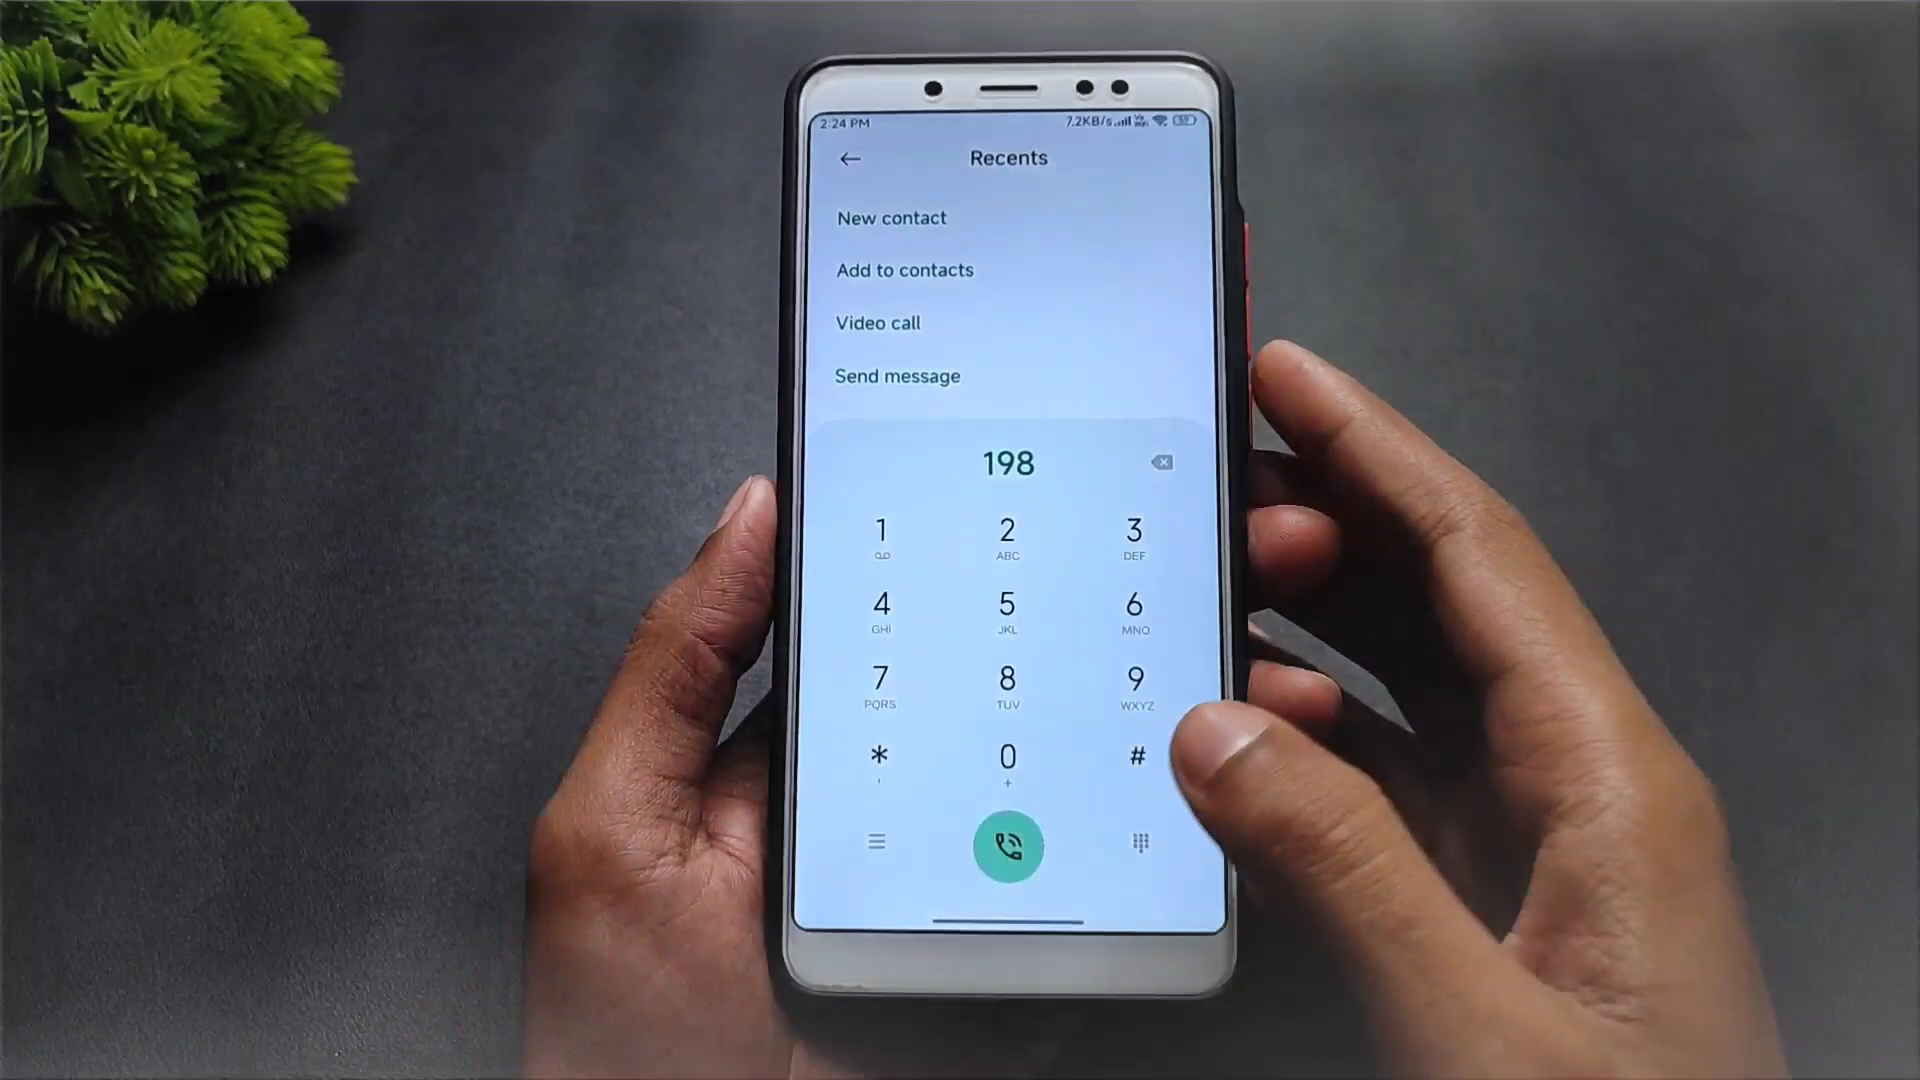 2:24 PM 7.2KB/s
Recents
New contact
Add to contacts
Video call
Send message
198
1 2 3
ABC DEF
4 5 6
GHI JKL MNO
7 8 9
PQRS TUV WXYZ
* 0 #
, +